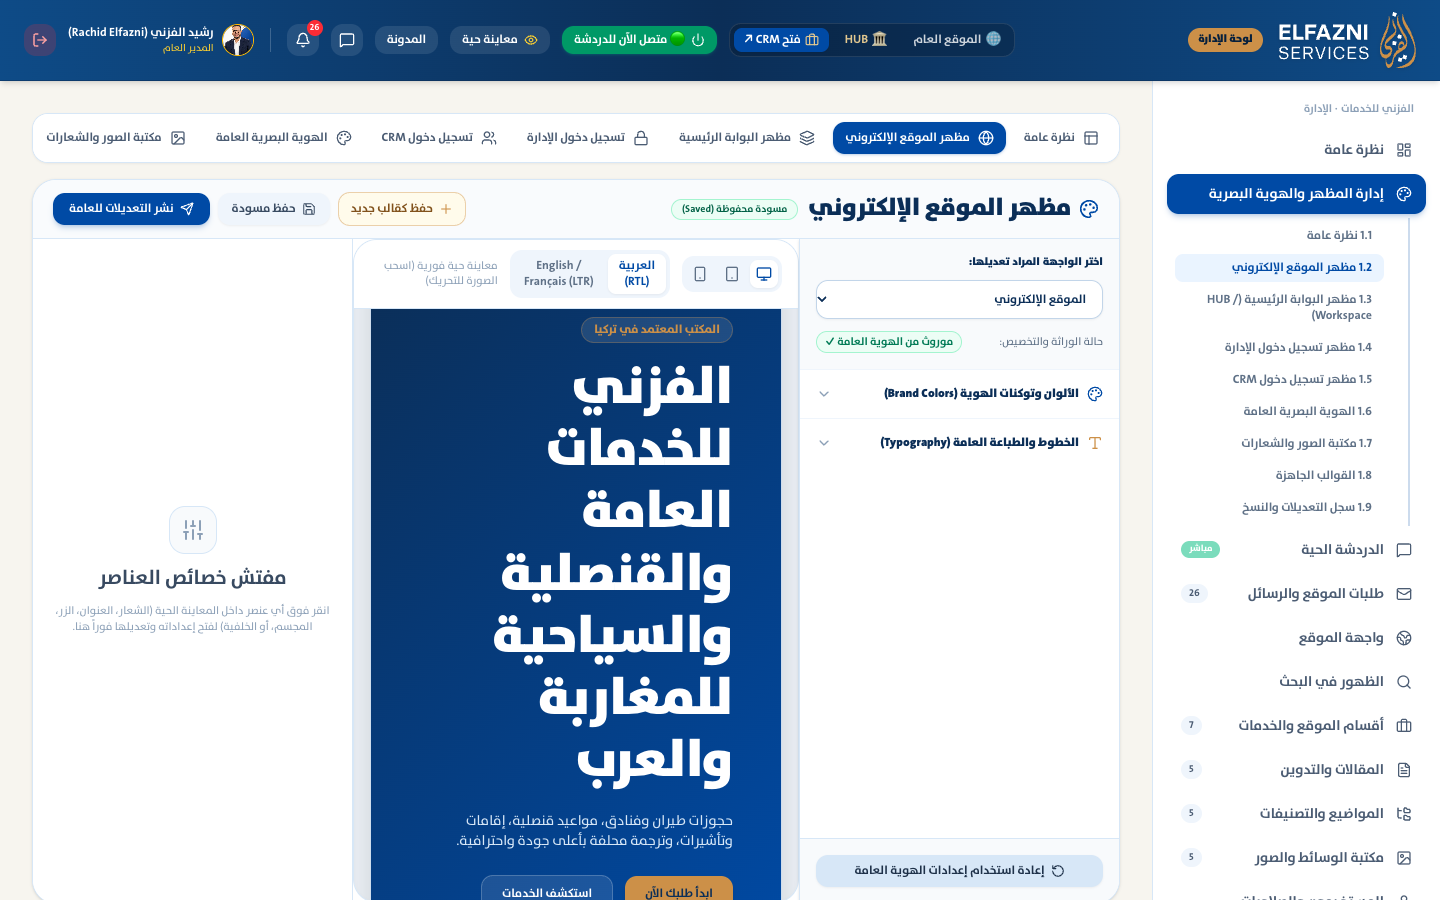 ELFAZNI
SERVICES
لوحة الإدارة
الموقع العام
HUB
فتح CRM ↗
متصل الآن للدردشة
معاينة حية
المدونة
26
رشيد الفزني (Rachid Elfazni)
المدير العام
الفزني للخدمات · الإدارة
نظرة عامة
إدارة المظهر والهوية البصرية
1.1 نظرة عامة
1.2 مظهر الموقع الإلكتروني
1.3 مظهر البوابة الرئيسية (HUB /
Workspace)
1.4 مظهر تسجيل دخول الإدارة
1.5 مظهر تسجيل دخول CRM
1.6 الهوية البصرية العامة
1.7 مكتبة الصور والشعارات
1.8 القوالب الجاهزة
1.9 سجل التعديلات والنسخ
الدردشة الحية
مباشر
طلبات الموقع والرسائل
26
واجهة الموقع
الظهور في البحث
أقسام الموقع والخدمات
7
المقالات والتدوين
5
المواضيع والتصنيفات
5
مكتبة الوسائط والصور
5
نظرة عامة
مظهر الموقع الإلكتروني
مظهر البوابة الرئيسية
تسجيل دخول الإدارة
تسجيل دخول CRM
الهوية البصرية العامة
مكتبة الصور والشعارات
مظهر الموقع الإلكتروني
مسودة محفوظة (Saved)
حفظ كقالب جديد
حفظ مسودة
نشر التعديلات للعامة
اختر الواجهة المراد تعديلها:
الموقع الإلكتروني
حالة الوراثة والتخصيص:
موروث من الهوية العامة ✓
الألوان وتوكنات الهوية (Brand Colors)
الخطوط والطباعة العامة (Typography)
إعادة استخدام إعدادات الهوية العامة
العربية
(RTL)
English /
Français (LTR)
معاينة حية فورية (اسحب
الصورة للتحريك)
المكتب المعتمد في تركيا
الفزني
للخدمات
العامة
والقنصلية
والسياحية
للمغاربة
والعرب
حجوزات طيران وفنادق، مواعيد قنصلية، إقامات
وتأشيرات، وترجمة محلفة بأعلى جودة واحترافية.
ابدأ طلبك الآن
استكشف الخدمات
مفتش خصائص العناصر
انقر فوق أي عنصر داخل المعاينة الحية (الشعار، العنوان، الزر،
المجسم، أو الخلفية) لفتح إعداداته وتعديلها فوراً هنا.